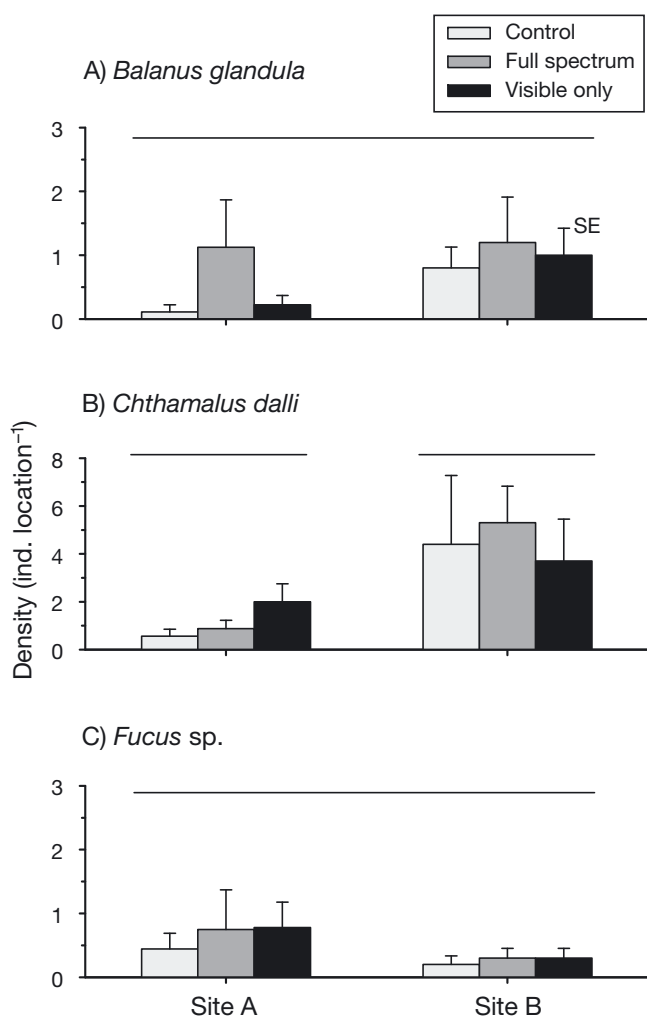 Control
Full spectrum
Visible only
A) Balanus glandula
3
2
1
0
SE
B) Chthamalus dalli
8
6
4
2
0
Density (ind. location⁻¹)
C) Fucus sp.
3
2
1
0
Site A Site B